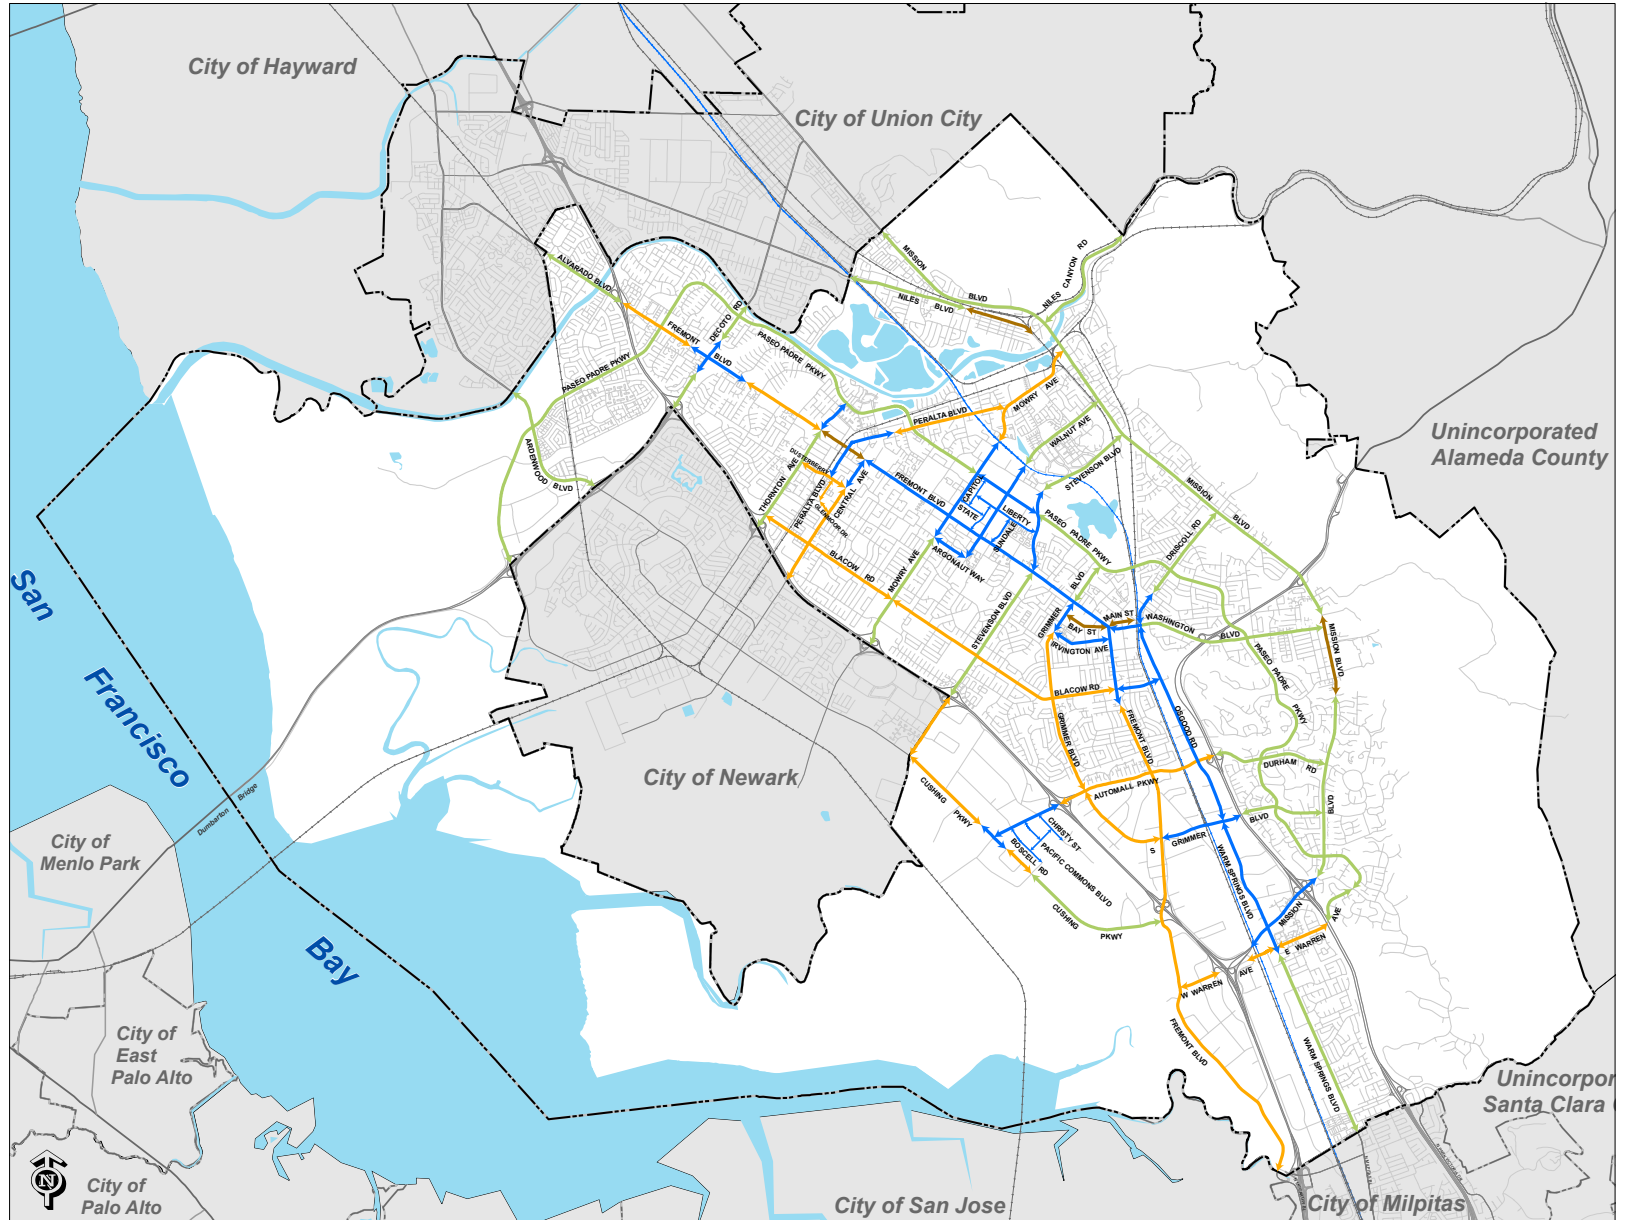 City of Hayward
City of Union City
Unincorporated
Alameda County
City of Newark
San
Francisco
Bay
Dumbarton Bridge
City of
Menlo Park
City of
East
Palo Alto
City of
Palo Alto
City of San Jose
City of Milpitas
Unincorpor
Santa Clara
N
ALVARADO BLVD
FREMONT BLVD
DECOTO RD
PASEO PADRE PKWY
PASEO PADRE PKWY
ARDENWOOD BLVD
MISSION BLVD
NILES BLVD
NILES CANYON RD
PERALTA BLVD
MOWRY AVE
WALNUT AVE
STEVENSON BLVD
MISSION BLVD
DUSTERBERRY
THORNTON AVE
PERALTA BLVD
CENTRAL AVE
GLENMOOR DR
FREMONT BLVD
CAPITOL
STATE
LIBERTY
SUNDALE
ARGONAUT WAY
BLACOW RD
MOWRY AVE
STEVENSON BLVD
PASEO PADRE PKWY
DRISCOLL RD
GRIMMER BLVD
BAY ST
MAIN ST
WASHINGTON BLVD
IRVINGTON AVE
BLACOW RD
GRIMMER BLVD
FREMONT BLVD
OSGOOD RD
PASEO PADRE PKWY
MISSION BLVD
DURHAM RD
AUTOMALL PKWY
S GRIMMER BLVD
BLVD
CUSHING PKWY
CHRISTY ST
PACIFIC COMMONS BLVD
BOSCELL RD
CUSHING PKWY
WARM SPRINGS BLVD
MISSION
E WARREN AVE
W WARREN AVE
FREMONT BLVD
WARM SPRINGS BLVD